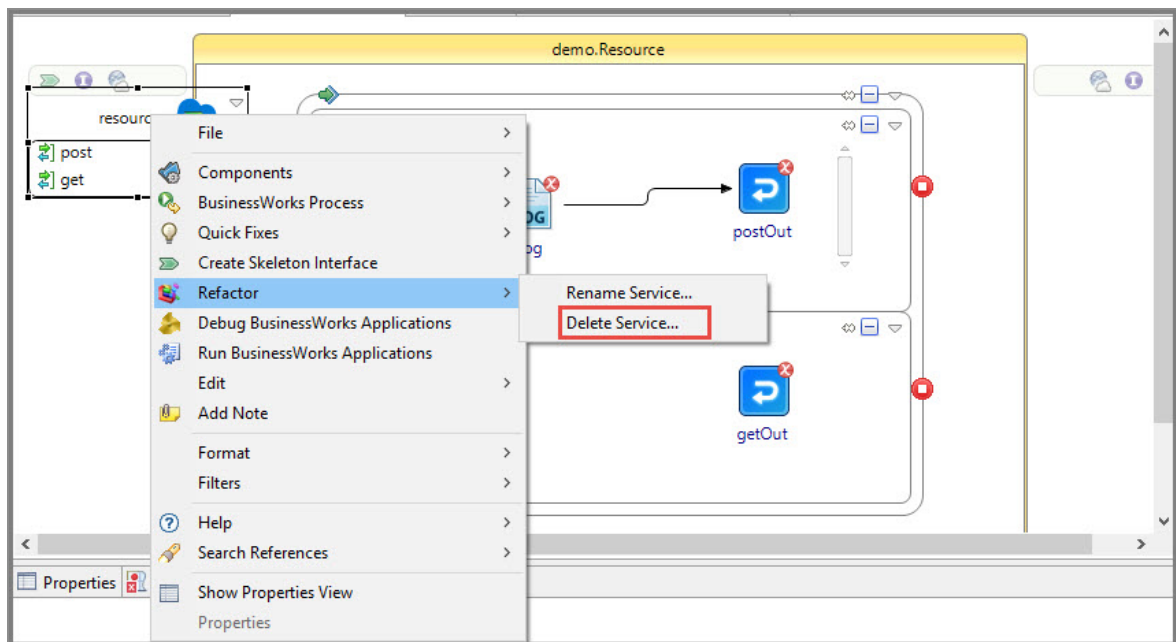 demo.Resource
resourc
post
get
File
Components
BusinessWorks Process
Quick Fixes
Create Skeleton Interface
Refactor
Rename Service...
Delete Service...
Debug BusinessWorks Applications
Run BusinessWorks Applications
Edit
Add Note
Format
Filters
Help
Search References
Show Properties View
Properties
OG
og
postOut
getOut
Properties